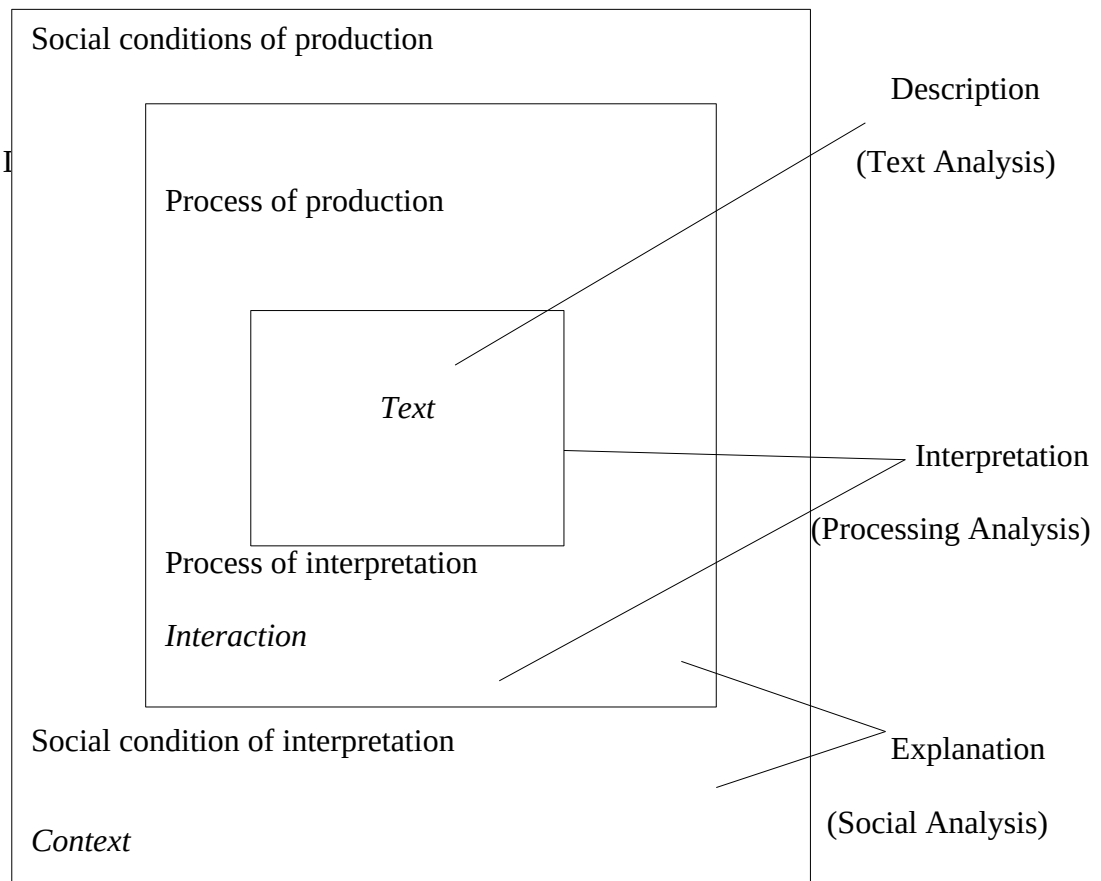 Social conditions of production
Description
I
(Text Analysis)
Process of production
Text
Interpretation
(Processing Analysis)
Process of interpretation
Interaction
Social condition of interpretation
Explanation
(Social Analysis)
Context